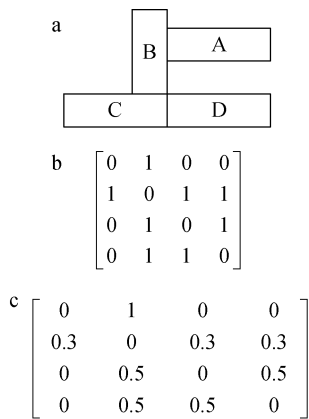 a
B A
C D
b
0 1 0 0
1 0 1 1
0 1 0 1
0 1 1 0
c
0 1 0 0
0.3 0 0.3 0.3
0 0.5 0 0.5
0 0.5 0.5 0